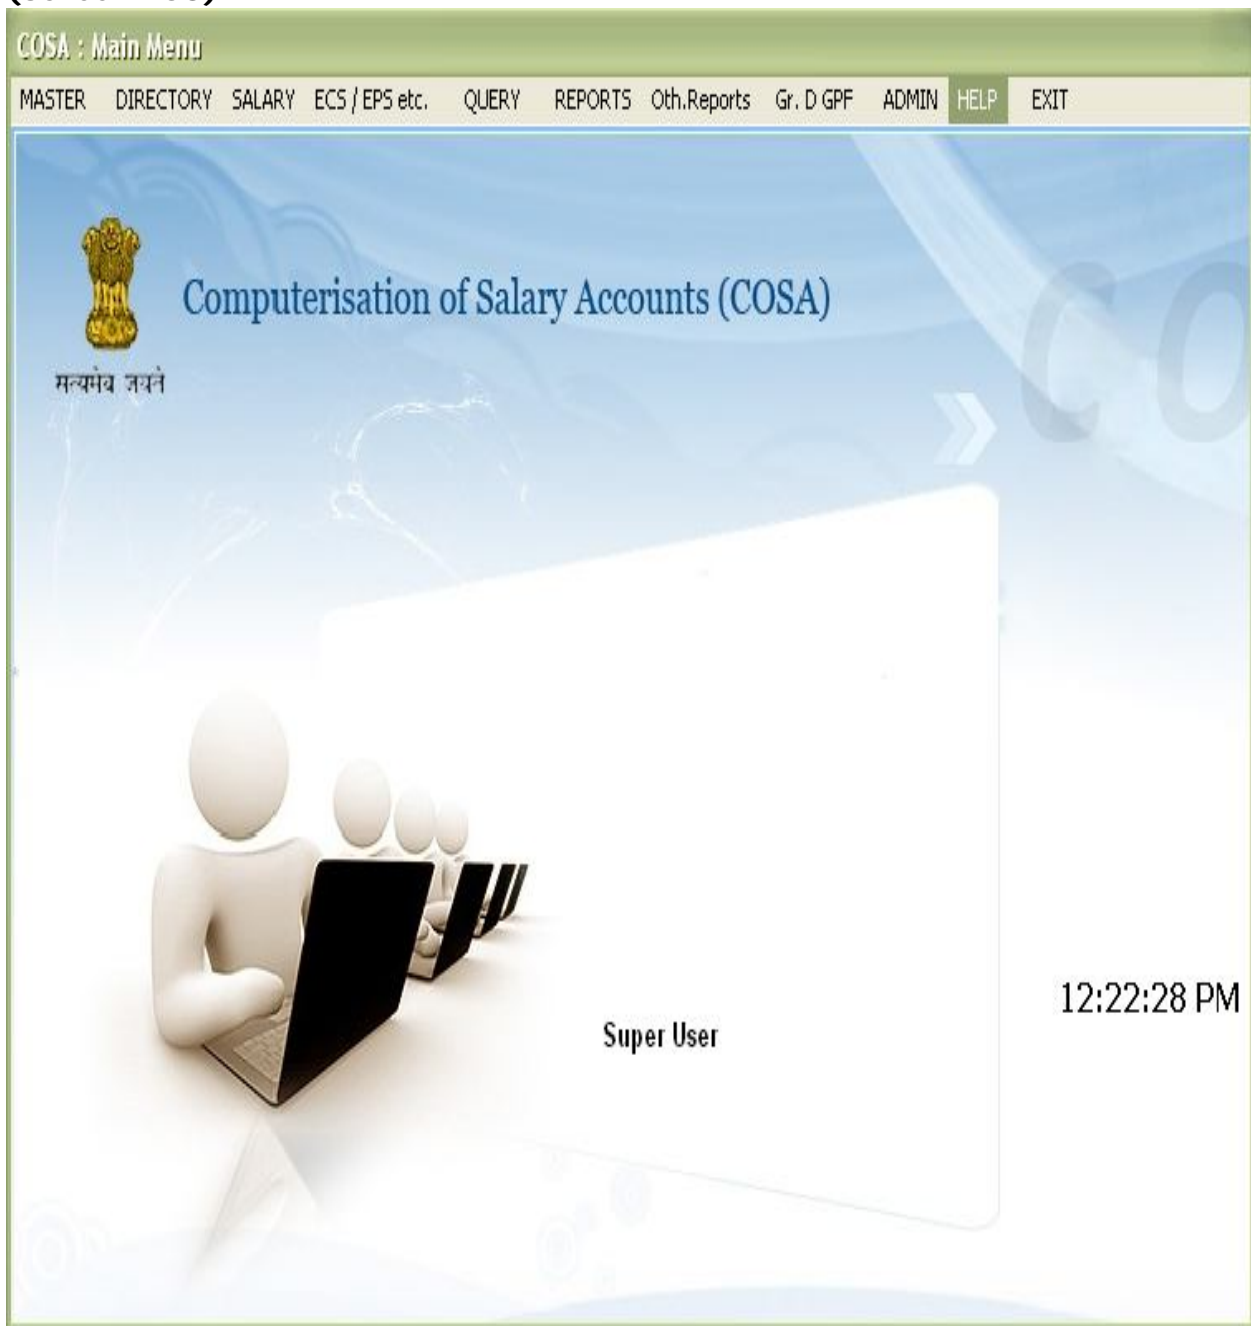 COSA : Main Menu
MASTER DIRECTORY SALARY ECS / EPS etc. QUERY REPORTS Oth.Reports Gr. D GPF ADMIN HELP EXIT
Computerisation of Salary Accounts (COSA)
सत्यमेव जयते
CO
12:22:28 PM
Super User